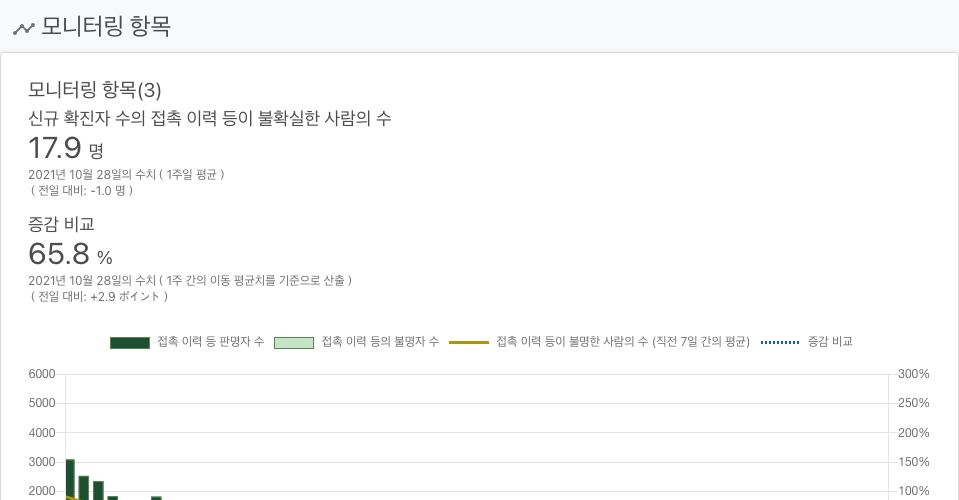 모니터링 항목
모니터링 항목(3)
신규 확진자 수의 접촉 이력 등이 불확실한 사람의 수
17.9 명
2021년 10월 28일의 수치 ( 1주일 평균 )
( 전일 대비: -1.0 명 )
증감 비교
65.8 %
2021년 10월 28일의 수치 ( 1주 간의 이동 평균치를 기준으로 산출 )
( 전일 대비: +2.9 ポイント )
접촉 이력 등 판명자 수 접촉 이력 등의 불명자 수 접촉 이력 등이 불명한 사람의 수 (직전 7일 간의 평균) 증감 비교
6000 300%
5000 250%
4000 200%
3000 150%
2000 100%